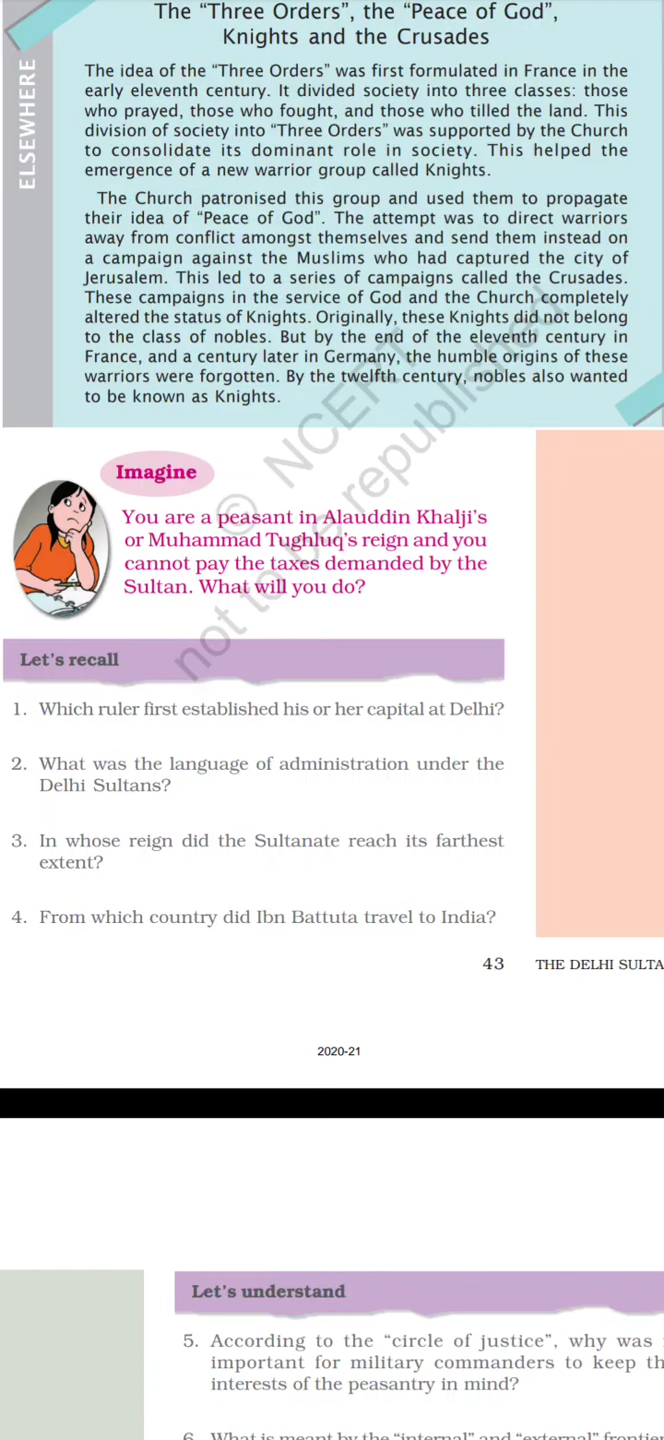 The “Three Orders”, the “Peace of God”,
Knights and the Crusades
ELSEWHERE
The idea of the “Three Orders” was first formulated in France in the
early eleventh century. It divided society into three classes: those
who prayed, those who fought, and those who tilled the land. This
division of society into “Three Orders” was supported by the Church
to consolidate its dominant role in society. This helped the
emergence of a new warrior group called Knights.
The Church patronised this group and used them to propagate
their idea of “Peace of God”. The attempt was to direct warriors
away from conflict amongst themselves and send them instead on
a campaign against the Muslims who had captured the city of
Jerusalem. This led to a series of campaigns called the Crusades.
These campaigns in the service of God and the Church completely
altered the status of Knights. Originally, these Knights did not belong
to the class of nobles. But by the end of the eleventh century in
France, and a century later in Germany, the humble origins of these
warriors were forgotten. By the twelfth century, nobles also wanted
to be known as Knights.
© NCERT
not to be republished
Imagine
You are a peasant in Alauddin Khalji’s
or Muhammad Tughluq’s reign and you
cannot pay the taxes demanded by the
Sultan. What will you do?
Let’s recall
1. Which ruler first established his or her capital at Delhi?
2. What was the language of administration under the
Delhi Sultans?
3. In whose reign did the Sultanate reach its farthest
extent?
4. From which country did Ibn Battuta travel to India?
43 THE DELHI SULTA
2020-21
Let’s understand
5. According to the “circle of justice”, why was
important for military commanders to keep th
interests of the peasantry in mind?
6. What is meant by the “internal” and “external” frontier